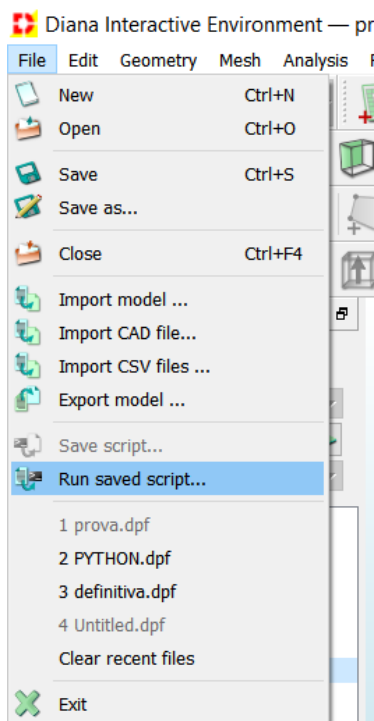 Diana Interactive Environment — pr
File Edit Geometry Mesh Analysis
New Ctrl+N
Open Ctrl+O
Save Ctrl+S
Save as...
Close Ctrl+F4
Import model ...
Import CAD file...
Import CSV files ...
Export model ...
Save script...
Run saved script...
1 prova.dpf
2 PYTHON.dpf
3 definitiva.dpf
4 Untitled.dpf
Clear recent files
Exit